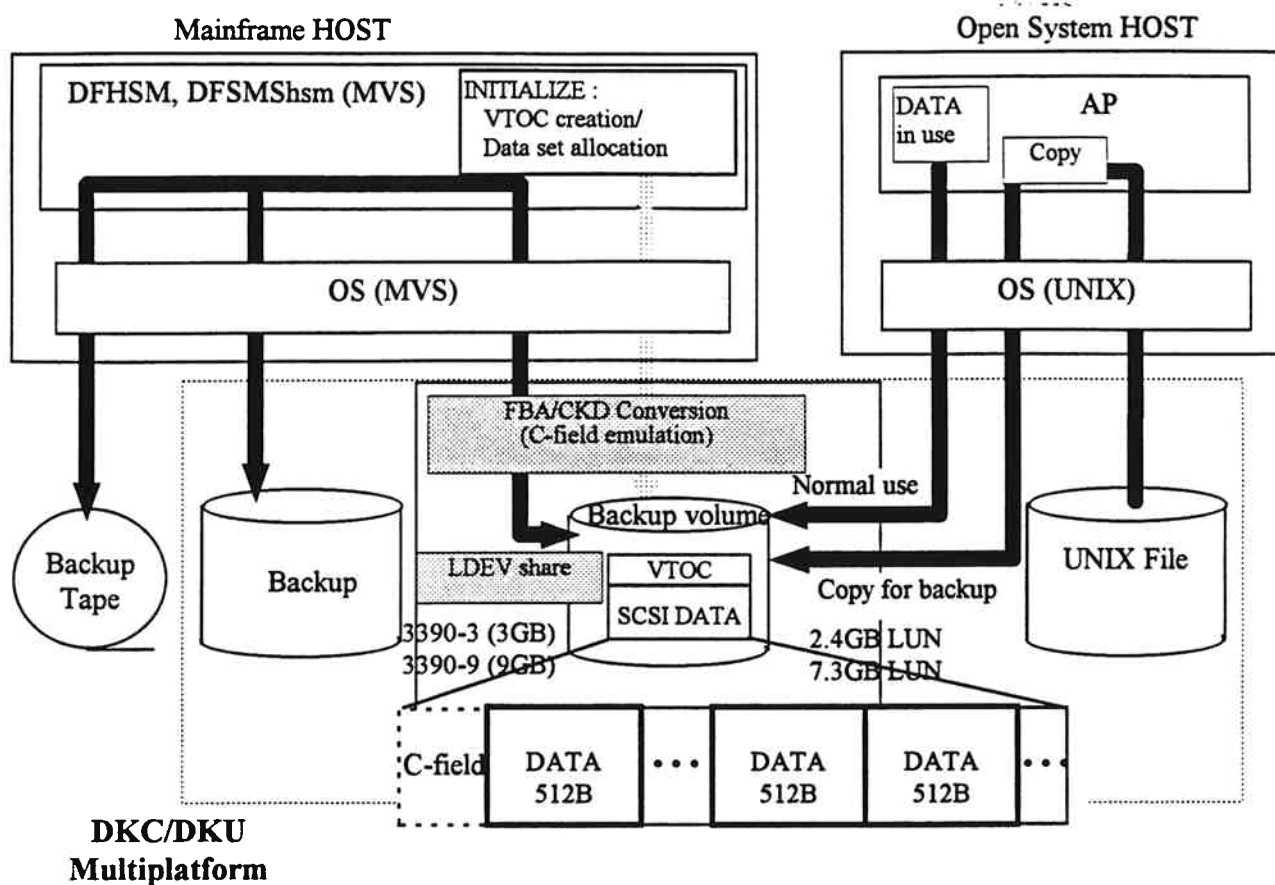 Mainframe HOST
Open System HOST
DFHSM, DFSMShsm (MVS)
INITIALIZE :
VTOC creation/
Data set allocation
DATA
in use
AP
Copy
OS (MVS)
OS (UNIX)
FBA/CKD Conversion
(C-field emulation)
Normal use
Backup volume
Backup
Tape
Backup
LDEV share
VTOC
SCSI DATA
Copy for backup
UNIX File
3390-3 (3GB)
3390-9 (9GB)
2.4GB LUN
7.3GB LUN
C-field
DATA
512B
• • •
DATA
512B
DATA
512B
• • •
DKC/DKU
Multiplatform